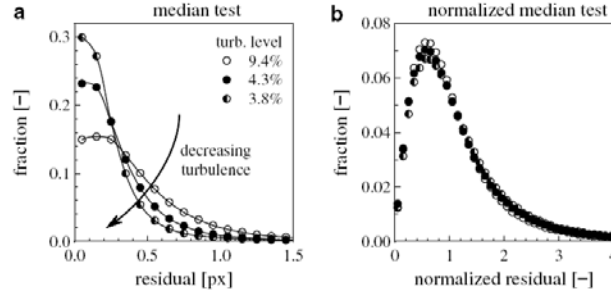 a
median test
0.3
0.2
0.1
0.0
fraction [-]
turb. level
9.4%
4.3%
3.8%
decreasing
turbulence
0.0
0.5
1.0
1.5
residual [px]
b
normalized median test
0.08
0.06
0.04
0.02
0.00
fraction [-]
0
1
2
3
4
normalized residual [-]